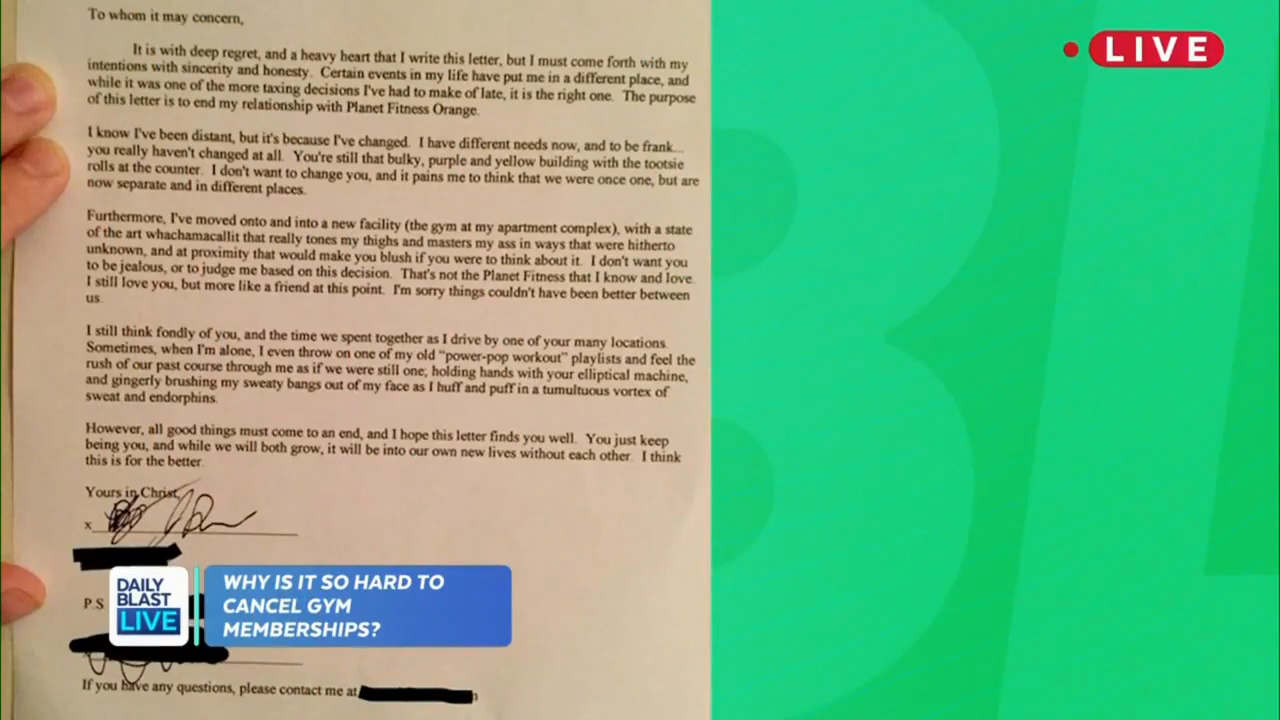 To whom it may concern,
It is with deep regret, and a heavy heart that I write this letter, but I must come forth with my
intentions with sincerity and honesty. Certain events in my life have put me in a different place, and
while it was one of the more taxing decisions I've had to make of late, it is the right one. The purpose
of this letter is to end my relationship with Planet Fitness Orange.
I know I've been distant, but it's because I've changed. I have different needs now, and to be frank...
you really haven't changed at all. You're still that bulky, purple and yellow building with the tootsie
rolls at the counter. I don't want to change you, and it pains me to think that we were once one, but are
now separate and in different places.
Furthermore, I've moved onto and into a new facility (the gym at my apartment complex), with a state
of the art whachamacallit that really tones my thighs and masters my ass in ways that were hitherto
unknown, and at proximity that would make you blush if you were to think about it. I don't want you
to be jealous, or to judge me based on this decision. That's not the Planet Fitness that I know and love.
I still love you, but more like a friend at this point. I'm sorry things couldn't have been better between
us.
I still think fondly of you, and the time we spent together as I drive by one of your many locations.
Sometimes, when I'm alone, I even throw on one of my old “power-pop workout” playlists and feel the
rush of our past course through me as if we were still one; holding hands with your elliptical machine,
and gingerly brushing my sweaty bangs out of my face as I huff and puff in a tumultuous vortex of
sweat and endorphins.
However, all good things must come to an end, and I hope this letter finds you well. You just keep
being you, and while we will both grow, it will be into our own new lives without each other. I think
this is for the better.
Yours in Christ,
x
P.S
If you have any questions, please contact me at
LIVE
DAILY
BLAST
LIVE
WHY IS IT SO HARD TO
CANCEL GYM
MEMBERSHIPS?